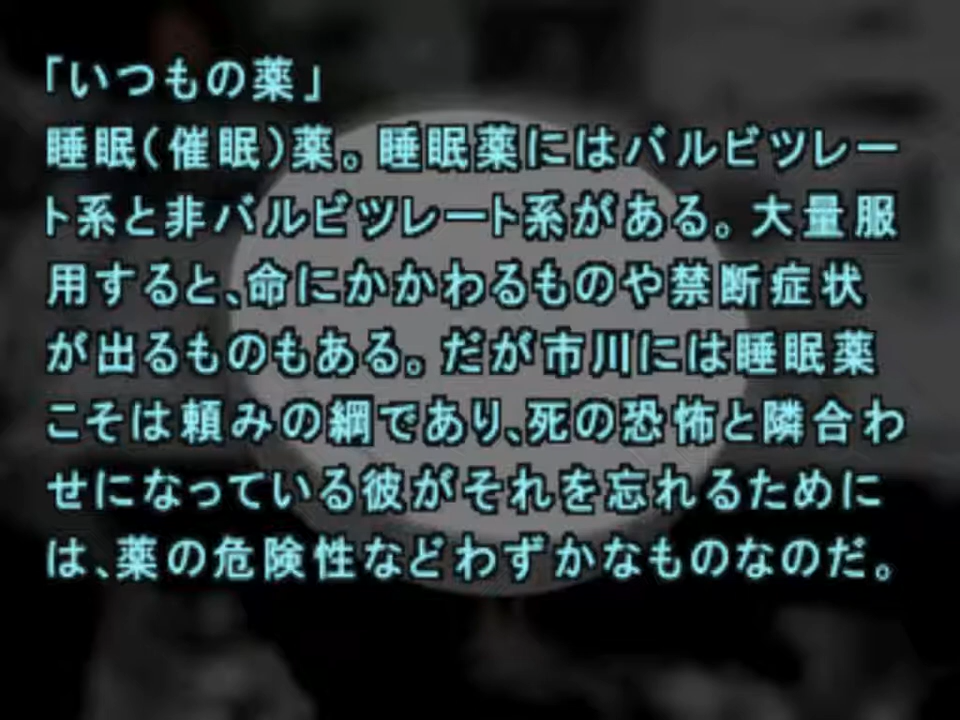 「いつもの薬」
睡眠(催眠)薬。睡眠薬にはバルビツレー
ト系と非バルビツレート系がある。大量服
用すると、命にかかわるものや禁断症状
が出るものもある。だが市川には睡眠薬
こそは頼みの綱であり、死の恐怖と隣合わ
せになっている彼がそれを忘れるために
は、薬の危険性などわずかなものなのだ。